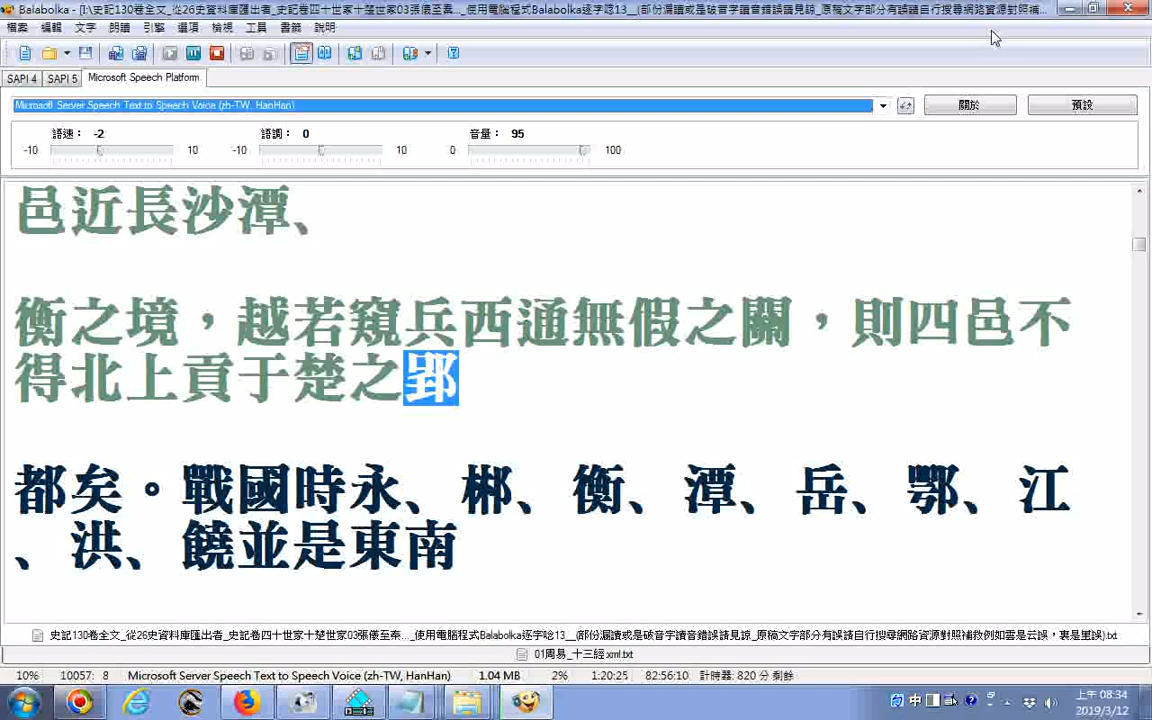 Balabolka - [I:\史記130卷全文_從26史資料庫匯出者_史記卷四十世家十楚世家03張儀至秦..._使用電腦程式Balabolka逐字唸13__(部份漏讀或是破音字讀音錯誤請見諒_原稿文字部分有誤請自行搜尋網路資源對照補...
檔案 編輯 文字 朗讀 引擎 選項 檢視 工具 書籤 說明
SAPI 4 SAPI 5 Microsoft Speech Platform
Microsoft Server Speech Text to Speech Voice (zh-TW, HanHan) 關於 預設
語速： -2 語調： 0 音量： 95
-10 10 -10 10 0 100
邑近長沙潭、
衡之境，越若窺兵西通無假之關，則四邑不
得北上貢于楚之郢
都矣。戰國時永、郴、衡、潭、岳、鄂、江
、洪、饒並是東南
史記130卷全文_從26史資料庫匯出者_史記卷四十世家十楚世家03張儀至秦..._使用電腦程式Balabolka逐字唸13__(部份漏讀或是破音字讀音錯誤請見諒_原稿文字部分有誤請自行搜尋網路資源對照補救例如雲是云誤，裏是里誤).txt
01周易_十三經.xml.txt
10% 10057: 8 Microsoft Server Speech Text to Speech Voice (zh-TW, HanHan) 1.04 MB 2% 1:20:25 82:56:10 計時器: 820 分 剩餘
中 上午 08:34
2019/3/12